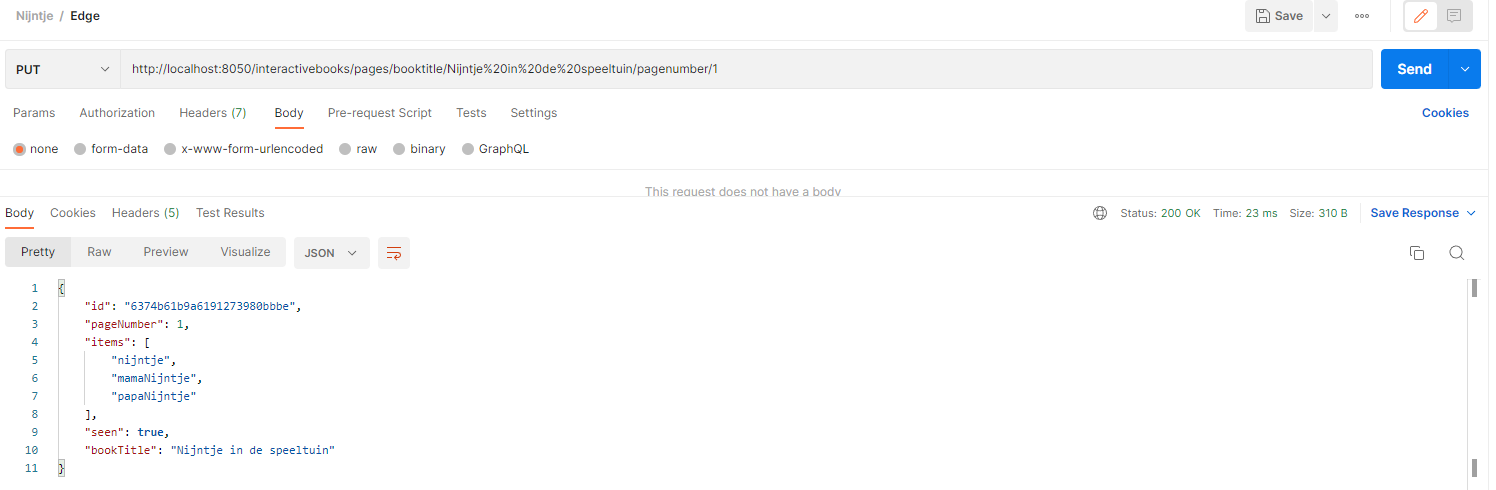 Nijntje / Edge
Save
PUT
http://localhost:8050/interactivebooks/pages/booktitle/Nijntje%20in%20de%20speeltuin/pagenumber/1
Send
Params Authorization Headers (7) Body Pre-request Script Tests Settings Cookies
none form-data x-www-form-urlencoded raw binary GraphQL
This request does not have a body
Body Cookies Headers (5) Test Results Status: 200 OK Time: 23 ms Size: 310 B Save Response
Pretty Raw Preview Visualize JSON
1 {
2 "id": "6374b61b9a6191273980bbbe",
3 "pageNumber": 1,
4 "items": [
5 "nijntje",
6 "mamaNijntje",
7 "papaNijntje"
8 ],
9 "seen": true,
10 "bookTitle": "Nijntje in de speeltuin"
11 }